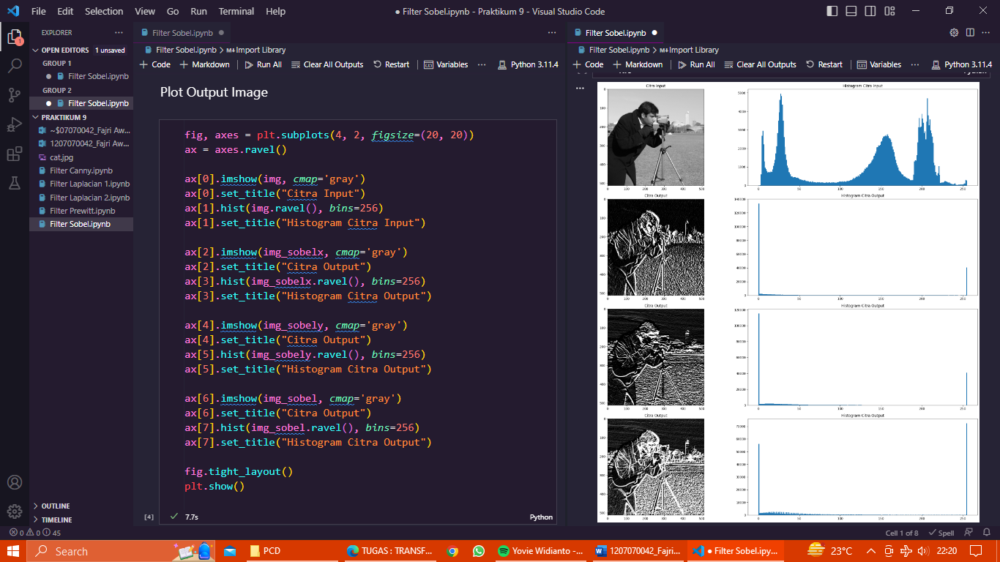 File Edit Selection View Go Run Terminal Help
● Filter Sobel.ipynb - Praktikum 9 - Visual Studio Code
EXPLORER
OPEN EDITORS 1 unsaved
GROUP 1
Filter Sobel.ipynb
GROUP 2
Filter Sobel.ipynb
PRAKTIKUM 9
~$07070042_Fajri Aw...
1207070042_Fajri Aw...
cat.jpg
Filter Canny.ipynb
Filter Laplacian 1.ipynb
Filter Laplacian 2.ipynb
Filter Prewitt.ipynb
Filter Sobel.ipynb
OUTLINE
TIMELINE
Filter Sobel.ipynb
Filter Sobel.ipynb > M↓Import Library
+ Code + Markdown Run All Clear All Outputs Restart Variables ... Python 3.11.4
Plot Output Image
fig, axes = plt.subplots(4, 2, figsize=(20, 20))
ax = axes.ravel()
ax[0].imshow(img, cmap='gray')
ax[0].set_title("Citra Input")
ax[1].hist(img.ravel(), bins=256)
ax[1].set_title("Histogram Citra Input")
ax[2].imshow(img_sobelx, cmap='gray')
ax[2].set_title("Citra Output")
ax[3].hist(img_sobelx.ravel(), bins=256)
ax[3].set_title("Histogram Citra Output")
ax[4].imshow(img_sobely, cmap='gray')
ax[4].set_title("Citra Output")
ax[5].hist(img_sobely.ravel(), bins=256)
ax[5].set_title("Histogram Citra Output")
ax[6].imshow(img_sobel, cmap='gray')
ax[6].set_title("Citra Output")
ax[7].hist(img_sobel.ravel(), bins=256)
ax[7].set_title("Histogram Citra Output")
fig.tight_layout()
plt.show()
[4] 7.7s Python
Filter Sobel.ipynb
Filter Sobel.ipynb > M↓Import Library
+ Code + Markdown Run All Clear All Outputs Restart Variables ... Python 3.11.4
Citra Input
Histogram Citra Input
Citra Output
Histogram Citra Output
Citra Output
Histogram Citra Output
Citra Output
Histogram Citra Output
0 0 45
Cell 1 of 8 Spell
Search
PCD
TUGAS : TRANSF...
Yovie Widianto -...
1207070042_Fajri...
● Filter Sobel.ipy...
23°C
22:20